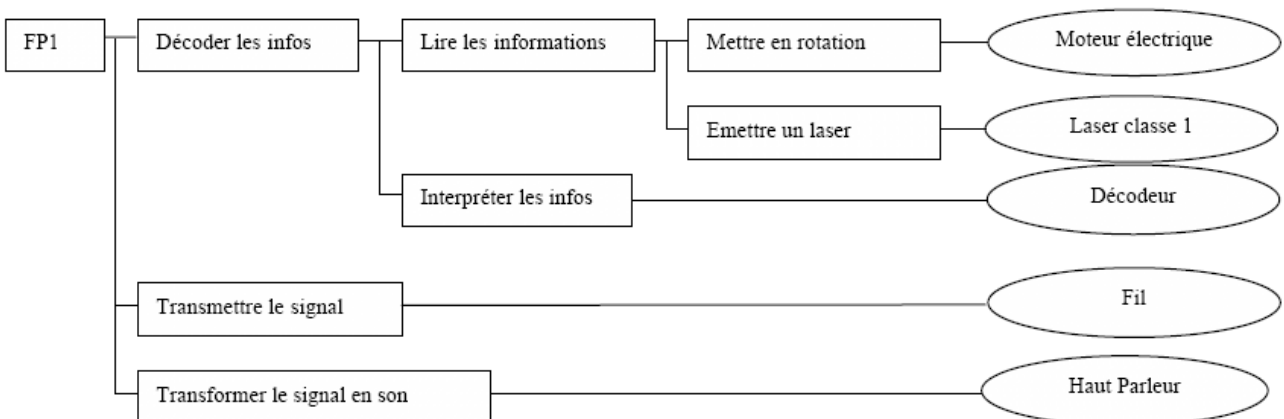 FP1
Décoder les infos
Lire les informations
Mettre en rotation
Moteur électrique
Emettre un laser
Laser classe 1
Interpréter les infos
Décodeur
Transmettre le signal
Fil
Transformer le signal en son
Haut Parleur